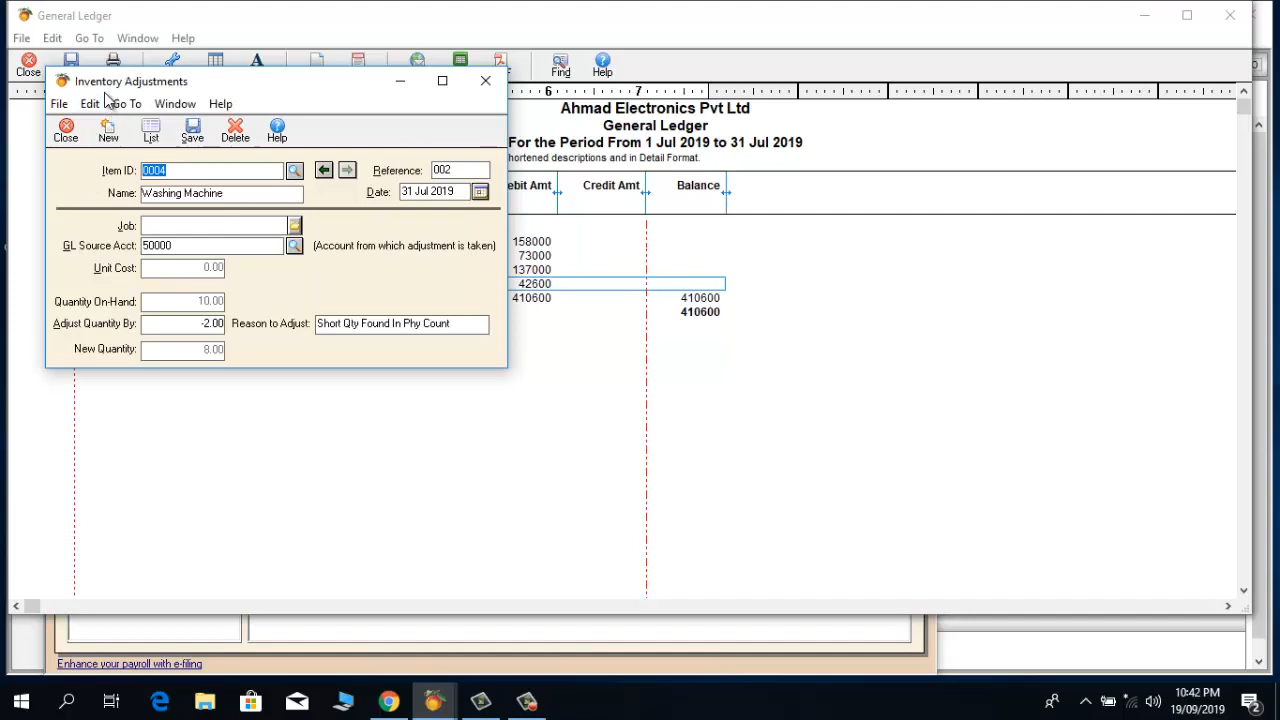 General Ledger
File Edit Go To Window Help
Close Find Help
Inventory Adjustments
File Edit Go To Window Help
Close New List Save Delete Help
Item ID: 0004 Reference: 002
Name: Washing Machine Date: 31 Jul 2019
Job:
GL Source Acct: 50000 (Account from which adjustment is taken)
Unit Cost: 0.00
Quantity On-Hand: 10.00
Adjust Quantity By: -2.00 Reason to Adjust: Short Qty Found In Phy Count
New Quantity: 8.00
6 7
Ahmad Electronics Pvt Ltd
General Ledger
For the Period From 1 Jul 2019 to 31 Jul 2019
hortened descriptions and in Detail Format.
ebit Amt Credit Amt Balance
158000
73000
137000
42600
410600 410600
410600
Enhance your payroll with e-filing
10:42 PM
19/09/2019
2